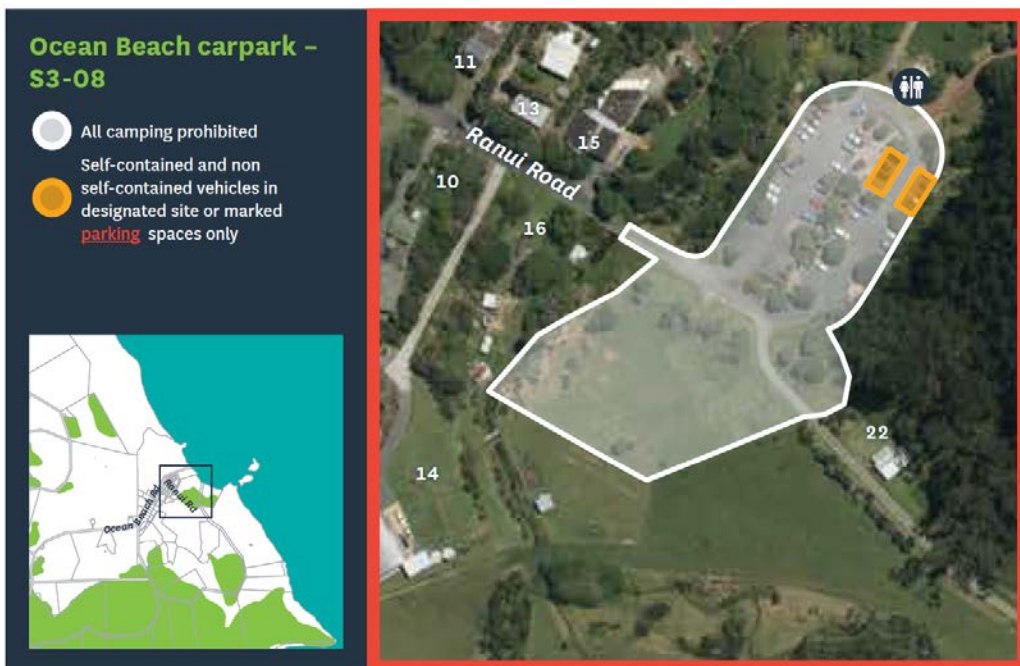 Ocean Beach carpark –
S3-08
All camping prohibited
Self-contained and non
self-contained vehicles in
designated site or marked
parking spaces only
Ocean Beach Rd
Ranui Rd
11
13
15
Ranui Road
10
16
14
22